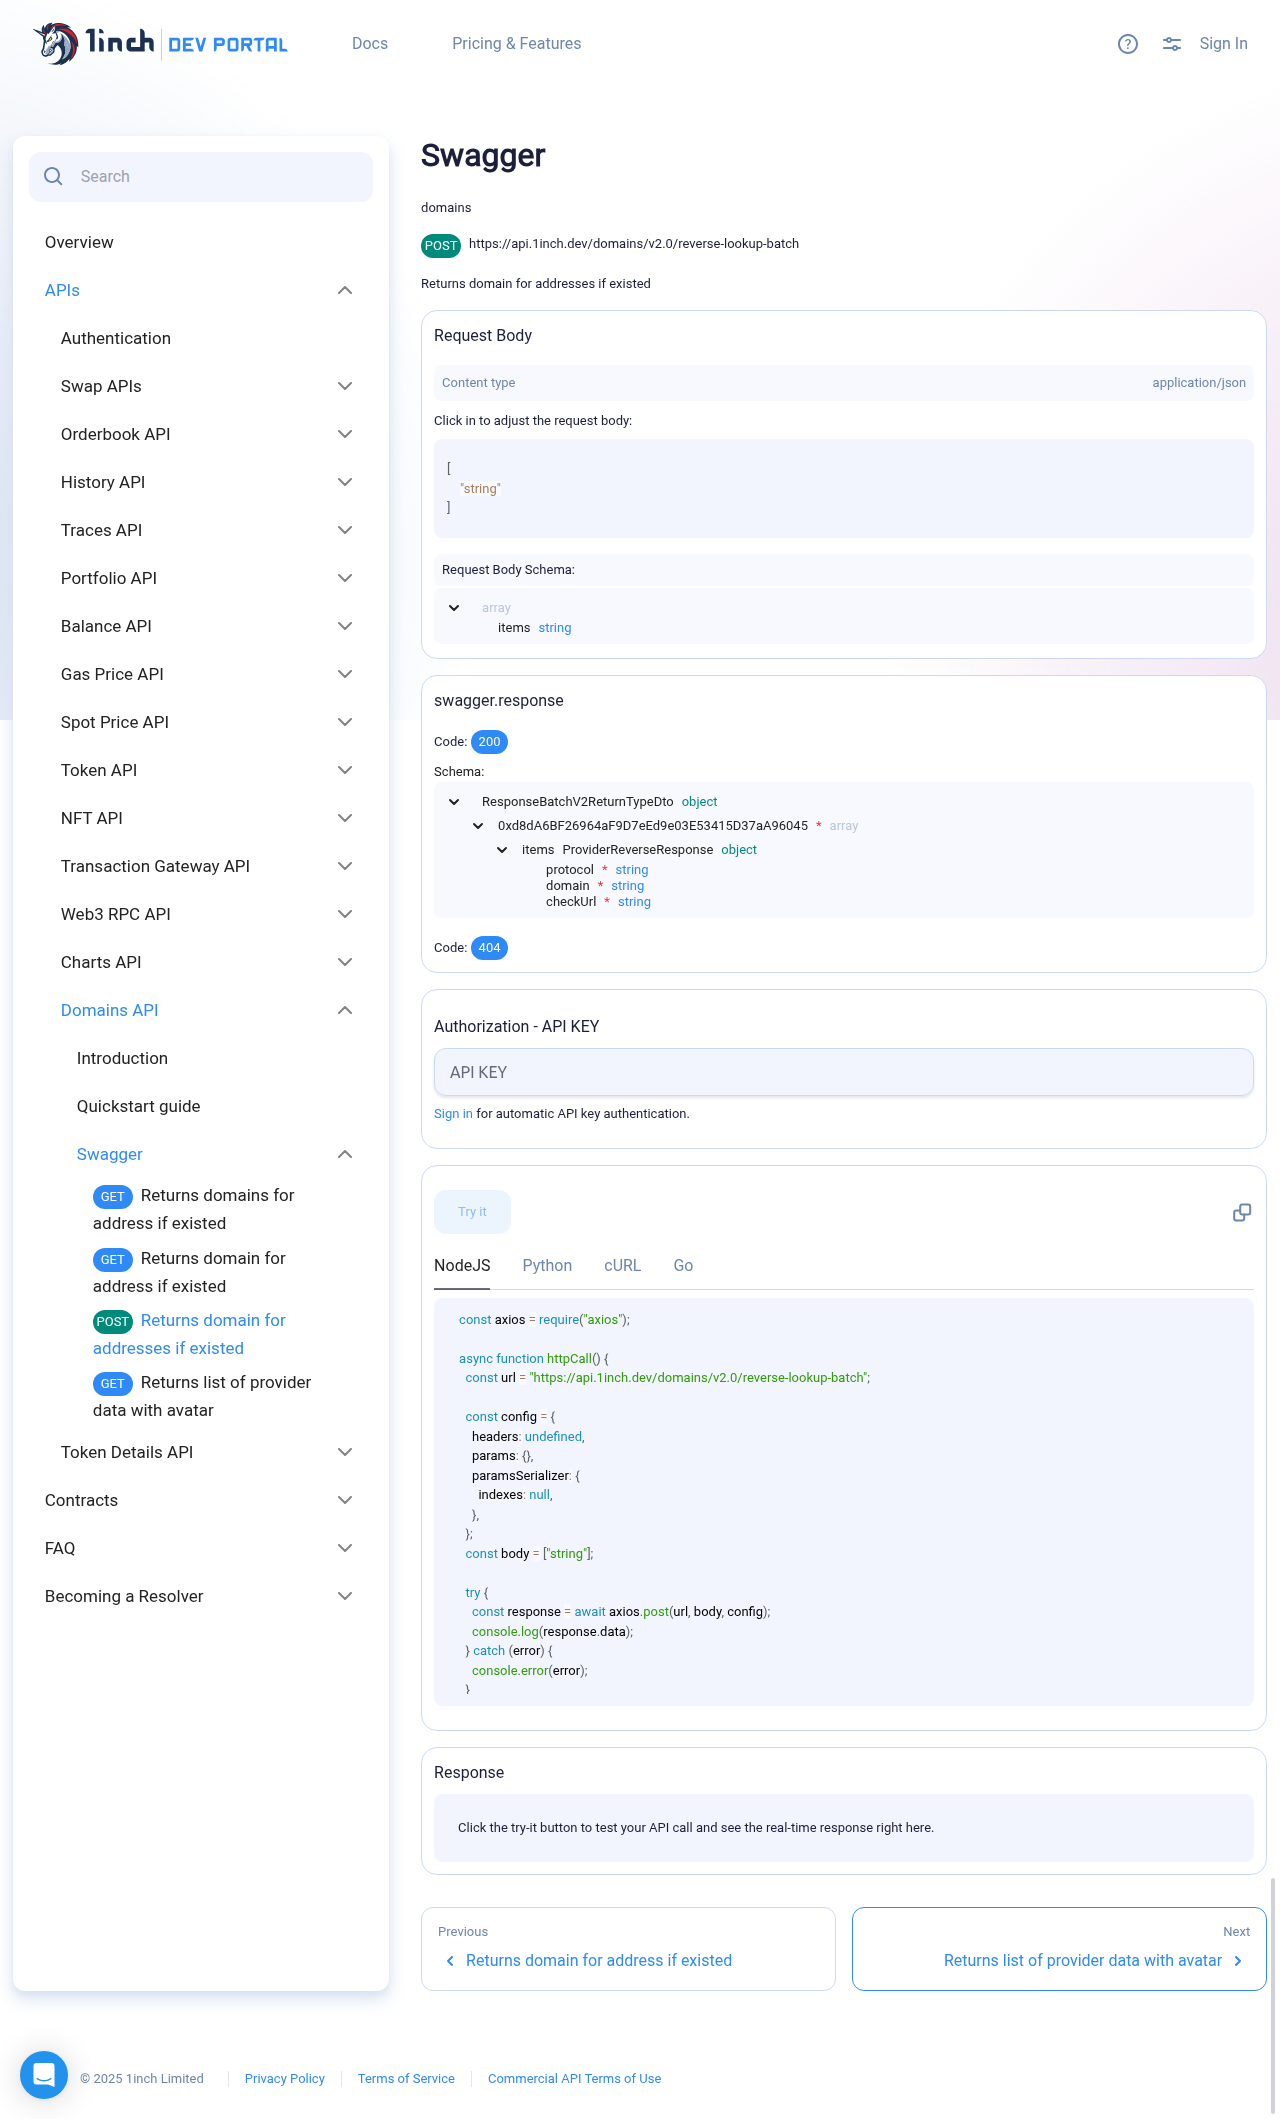 1inch DEV PORTAL
Docs
Pricing & Features
Sign In
Search
Overview
APIs
Authentication
Swap APIs
Orderbook API
History API
Traces API
Portfolio API
Balance API
Gas Price API
Spot Price API
Token API
NFT API
Transaction Gateway API
Web3 RPC API
Charts API
Domains API
Introduction
Quickstart guide
Swagger
GET Returns domains for
address if existed
GET Returns domain for
address if existed
POST Returns domain for
addresses if existed
GET Returns list of provider
data with avatar
Token Details API
Contracts
FAQ
Becoming a Resolver
Swagger
domains
POST https://api.1inch.dev/domains/v2.0/reverse-lookup-batch
Returns domain for addresses if existed
Request Body
Content type application/json
Click in to adjust the request body:
[
"string"
]
Request Body Schema:
array
items string
swagger.response
Code: 200
Schema:
ResponseBatchV2ReturnTypeDto object
0xd8dA6BF26964aF9D7eEd9e03E53415D37aA96045 * array
items ProviderReverseResponse object
protocol * string
domain * string
checkUrl * string
Code: 404
Authorization - API KEY
API KEY
Sign in for automatic API key authentication.
Try it
NodeJS Python cURL Go
const axios = require("axios");
async function httpCall() {
const url = "https://api.1inch.dev/domains/v2.0/reverse-lookup-batch";
const config = {
headers: undefined,
params: {},
paramsSerializer: {
indexes: null,
},
};
const body = ["string"];
try {
const response = await axios.post(url, body, config);
console.log(response.data);
} catch (error) {
console.error(error);
}
Response
Click the try-it button to test your API call and see the real-time response right here.
Previous
Returns domain for address if existed
Next
Returns list of provider data with avatar
© 2025 1inch Limited
Privacy Policy
Terms of Service
Commercial API Terms of Use